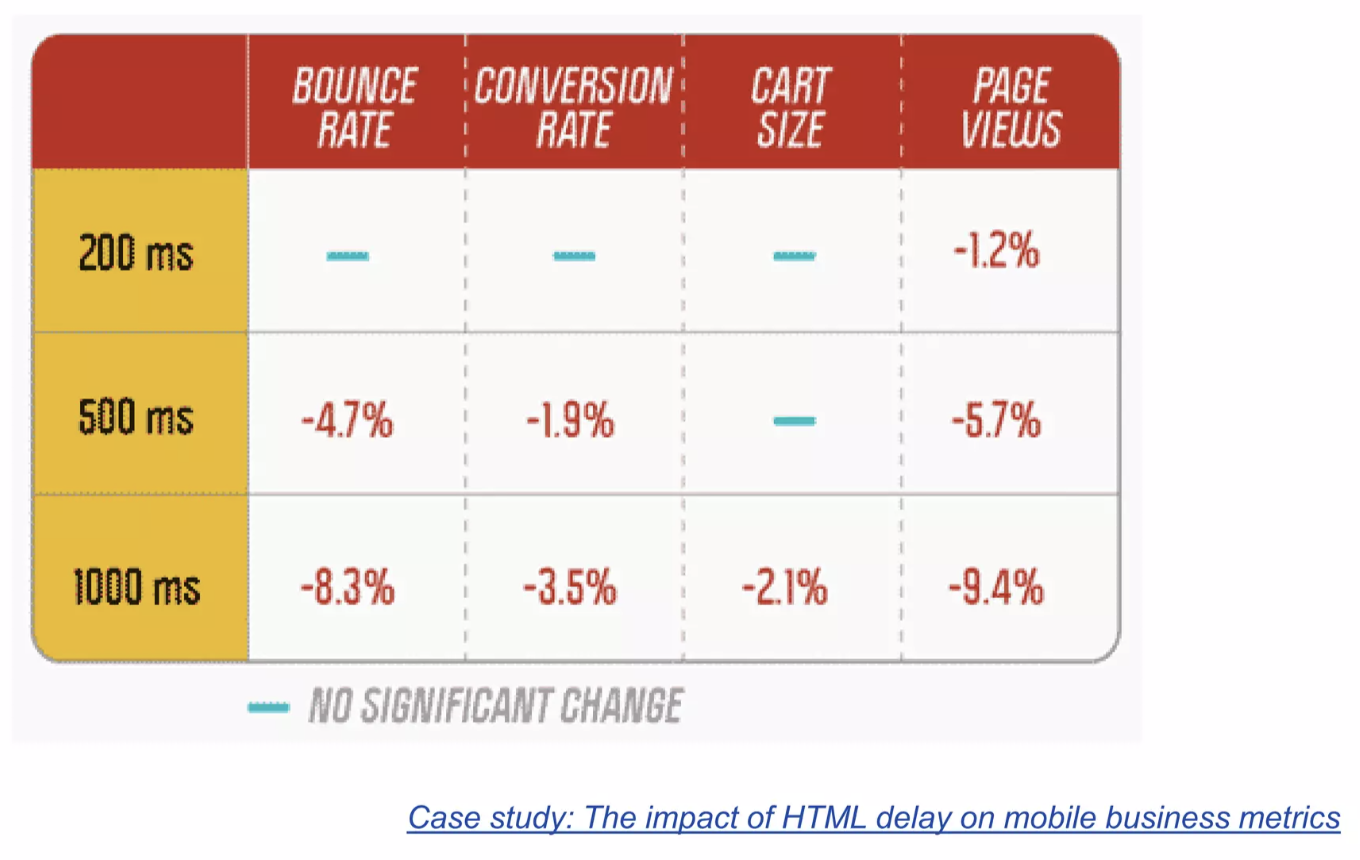 BOUNCE RATE CONVERSION RATE CART SIZE PAGE VIEWS
200 ms — — — -1.2%
500 ms -4.7% -1.9% — -5.7%
1000 ms -8.3% -3.5% -2.1% -9.4%
— NO SIGNIFICANT CHANGE
Case study: The impact of HTML delay on mobile business metrics